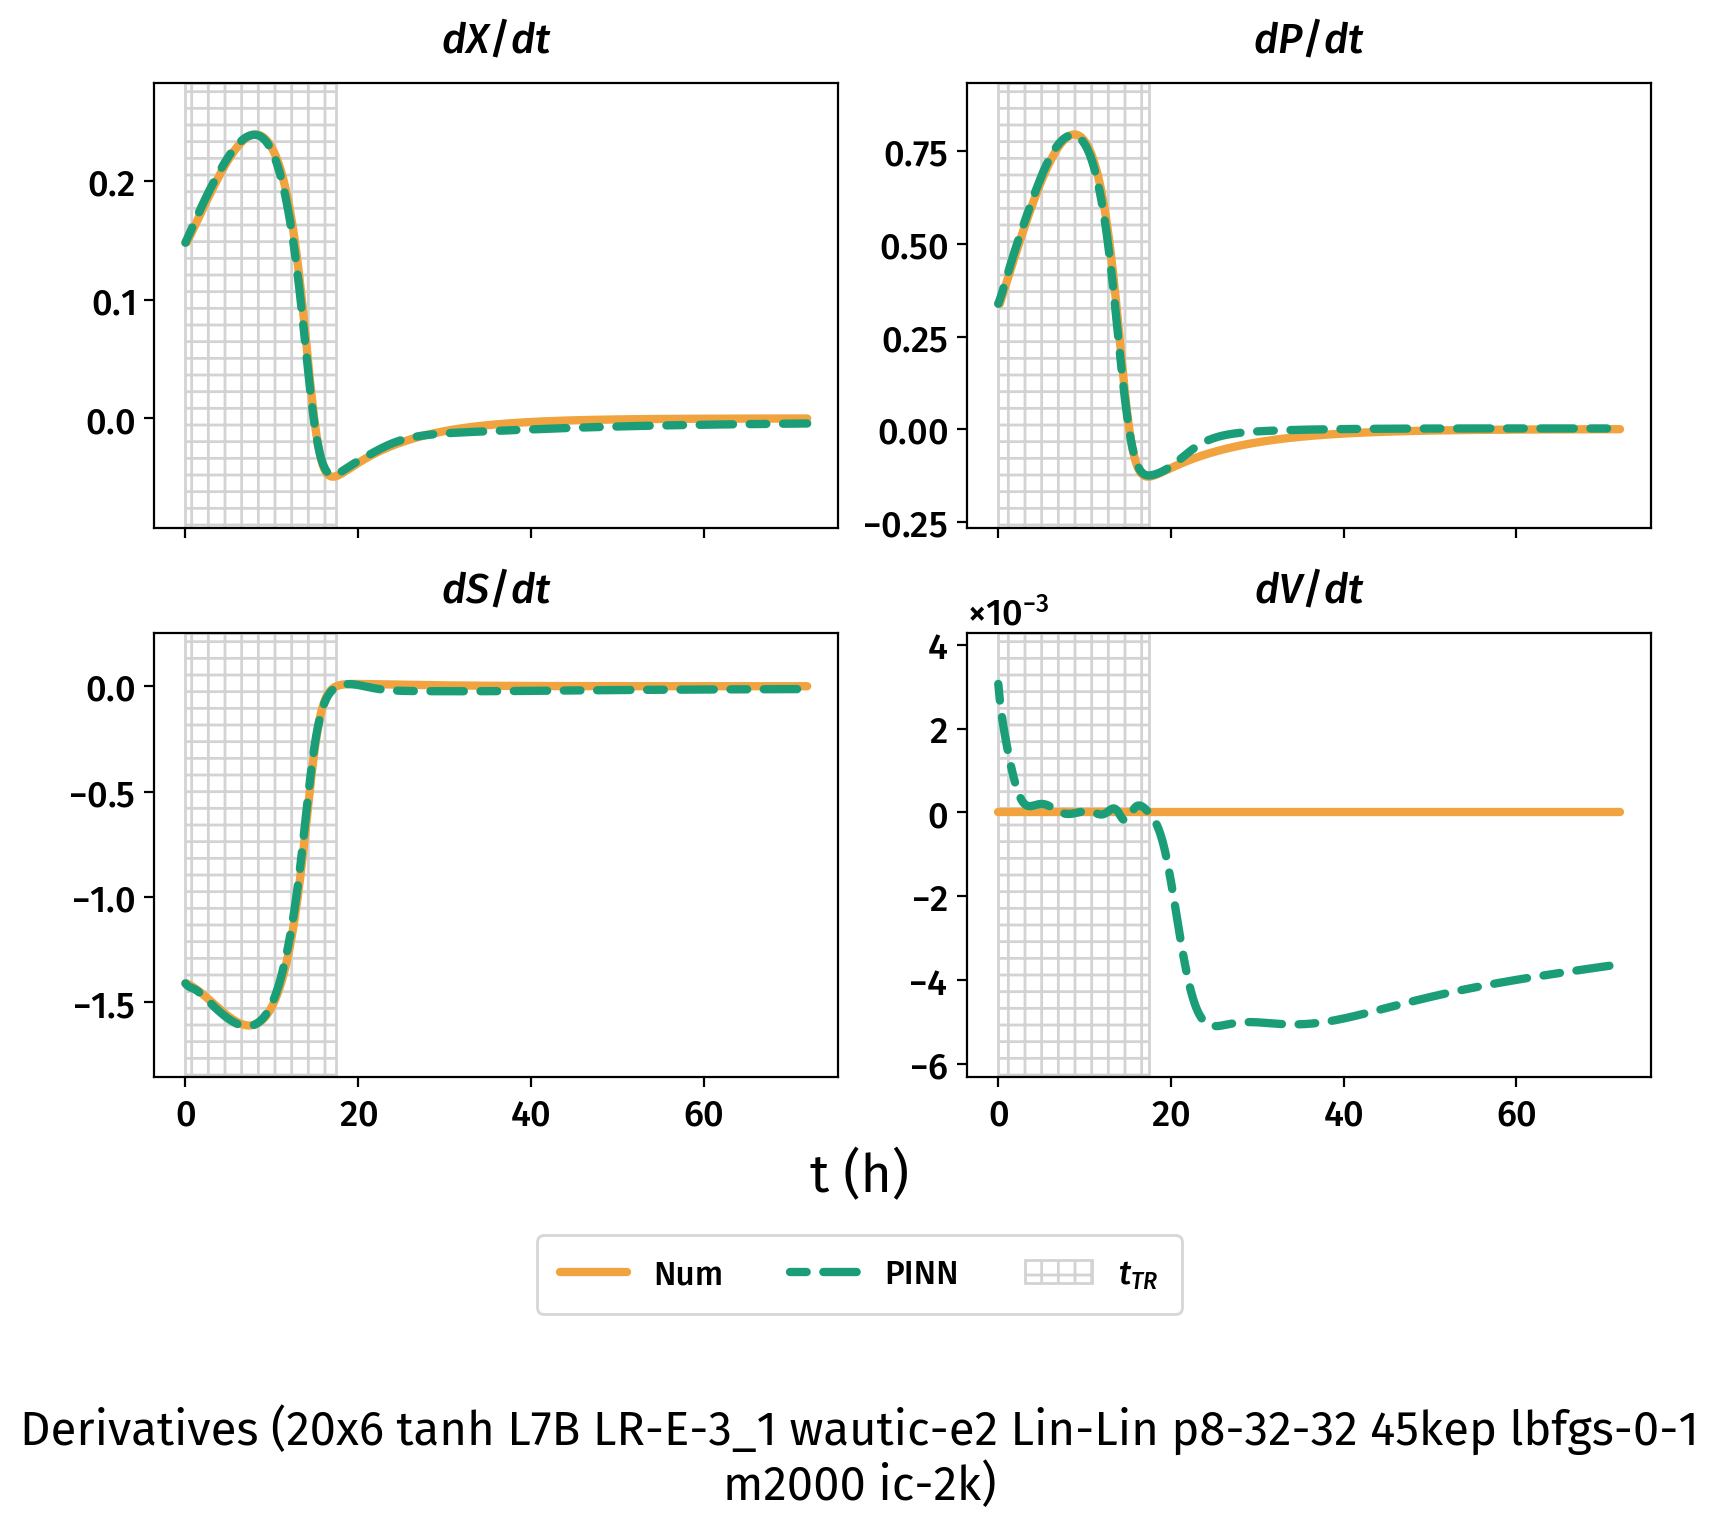 dX/dt
dP/dt
0.2
0.1
0.0
0.75
0.50
0.25
0.00
−0.25
dS/dt
dV/dt
×10⁻³
0.0
−0.5
−1.0
−1.5
4
2
0
−2
−4
−6
0 20 40 60
0 20 40 60
t (h)
Num PINN t_TR
Derivatives (20x6 tanh L7B LR-E-3_1 wautic-e2 Lin-Lin p8-32-32 45kep lbfgs-0-1
m2000 ic-2k)